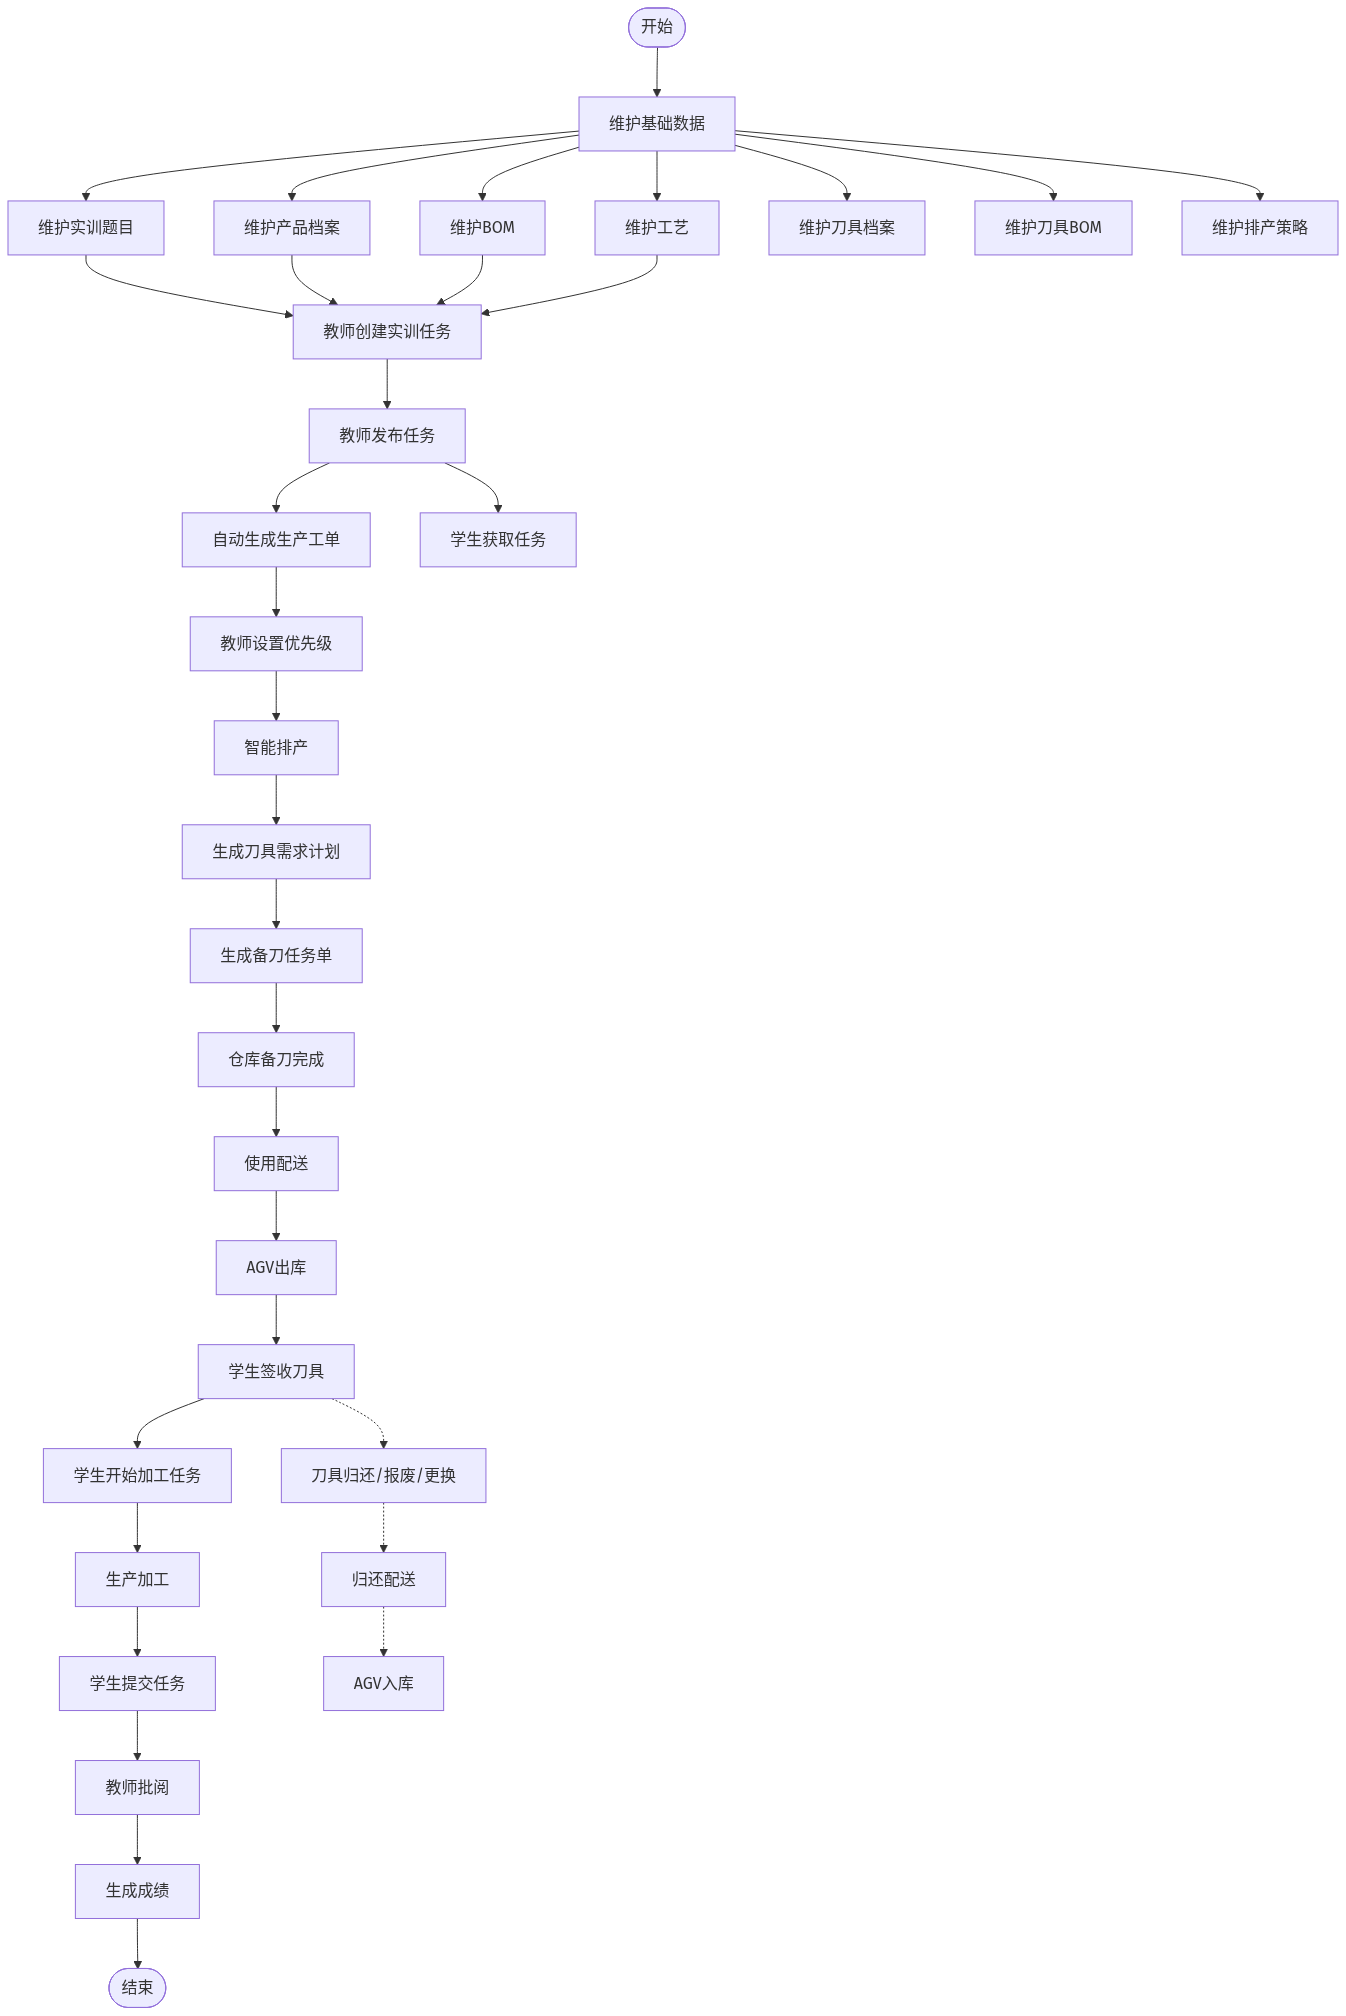 开始
维护基础数据
维护实训题目
维护产品档案
维护BOM
维护工艺
维护刀具档案
维护刀具BOM
维护排产策略
教师创建实训任务
教师发布任务
自动生成生产工单
学生获取任务
教师设置优先级
智能排产
生成刀具需求计划
生成备刀任务单
仓库备刀完成
使用配送
AGV出库
学生签收刀具
学生开始加工任务
刀具归还/报废/更换
生产加工
归还配送
学生提交任务
AGV入库
教师批阅
生成成绩
结束